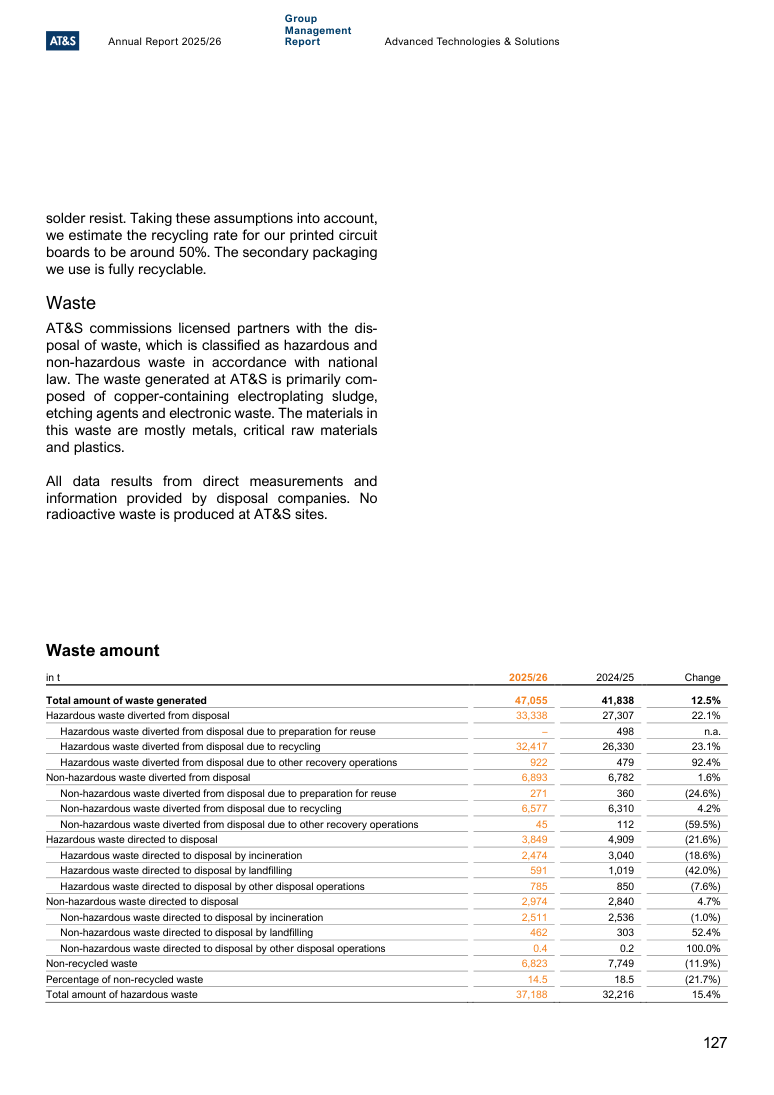 Group
Management
Report
AT&S Annual Report 2025/26 Advanced Technologies & Solutions
solder resist. Taking these assumptions into account,
we estimate the recycling rate for our printed circuit
boards to be around 50%. The secondary packaging
we use is fully recyclable.
Waste
AT&S commissions licensed partners with the dis-
posal of waste, which is classified as hazardous and
non-hazardous waste in accordance with national
law. The waste generated at AT&S is primarily com-
posed of copper-containing electroplating sludge,
etching agents and electronic waste. The materials in
this waste are mostly metals, critical raw materials
and plastics.
All data results from direct measurements and
information provided by disposal companies. No
radioactive waste is produced at AT&S sites.
Waste amount
in t 2025/26 2024/25 Change
Total amount of waste generated 47,055 41,838 12.5%
Hazardous waste diverted from disposal 33,338 27,307 22.1%
Hazardous waste diverted from disposal due to preparation for reuse – 498 n.a.
Hazardous waste diverted from disposal due to recycling 32,417 26,330 23.1%
Hazardous waste diverted from disposal due to other recovery operations 922 479 92.4%
Non-hazardous waste diverted from disposal 6,893 6,782 1.6%
Non-hazardous waste diverted from disposal due to preparation for reuse 271 360 (24.6%)
Non-hazardous waste diverted from disposal due to recycling 6,577 6,310 4.2%
Non-hazardous waste diverted from disposal due to other recovery operations 45 112 (59.5%)
Hazardous waste directed to disposal 3,849 4,909 (21.6%)
Hazardous waste directed to disposal by incineration 2,474 3,040 (18.6%)
Hazardous waste directed to disposal by landfilling 591 1,019 (42.0%)
Hazardous waste directed to disposal by other disposal operations 785 850 (7.6%)
Non-hazardous waste directed to disposal 2,974 2,840 4.7%
Non-hazardous waste directed to disposal by incineration 2,511 2,536 (1.0%)
Non-hazardous waste directed to disposal by landfilling 462 303 52.4%
Non-hazardous waste directed to disposal by other disposal operations 0.4 0.2 100.0%
Non-recycled waste 6,823 7,749 (11.9%)
Percentage of non-recycled waste 14.5 18.5 (21.7%)
Total amount of hazardous waste 37,188 32,216 15.4%
127